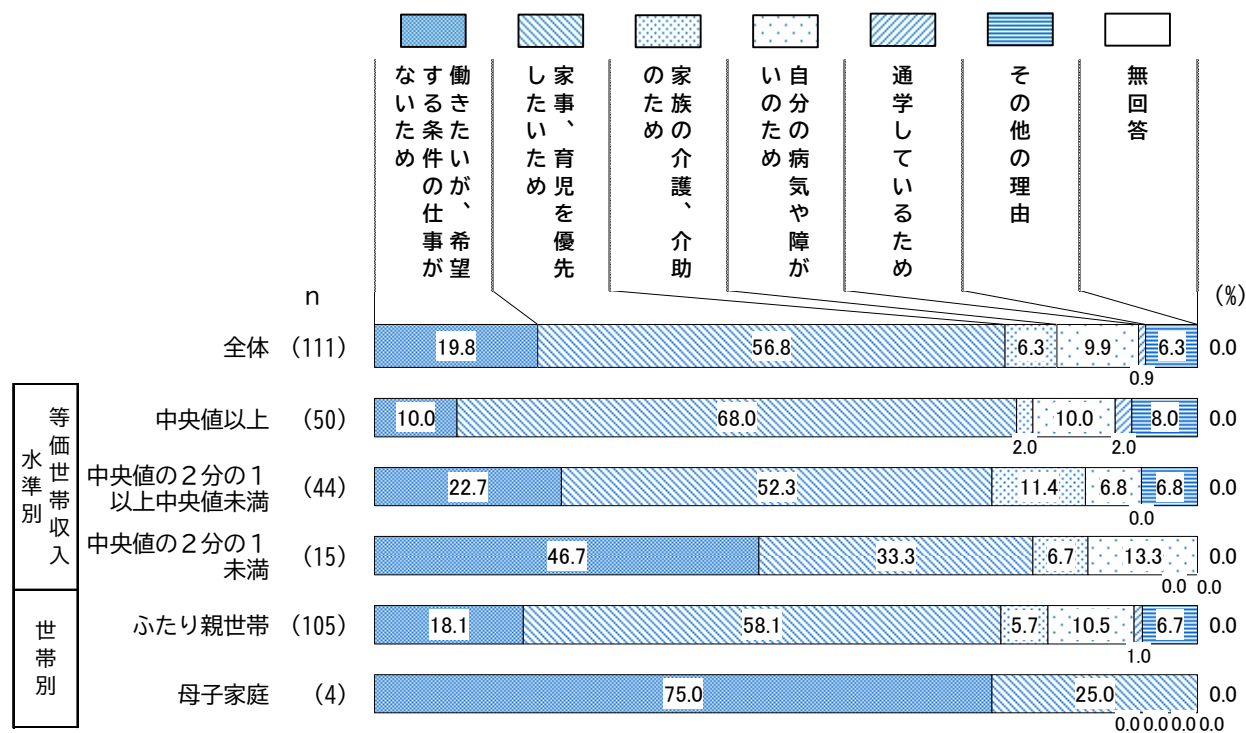 働きたいが、希望
する条件の仕事が
ないため
家事、育児を優先
したいため
家族の介護、介助
のため
自分の病気や障が
いのため
通学しているため
その他の理由
無回答
n
(%)
全体 (111) 19.8 56.8 6.3 9.9 6.3 0.0
0.9
等価世帯収入
水準別
中央値以上 (50) 10.0 68.0 10.0 8.0 0.0
2.0 2.0
中央値の２分の１
以上中央値未満 (44) 22.7 52.3 11.4 6.8 6.8 0.0
0.0
中央値の２分の１
未満 (15) 46.7 33.3 6.7 13.3 0.0
0.0 0.0
世帯別
ふたり親世帯 (105) 18.1 58.1 5.7 10.5 6.7 0.0
1.0
母子家庭 (4) 75.0 25.0 0.0
0.0 0.0 0.0 0.0